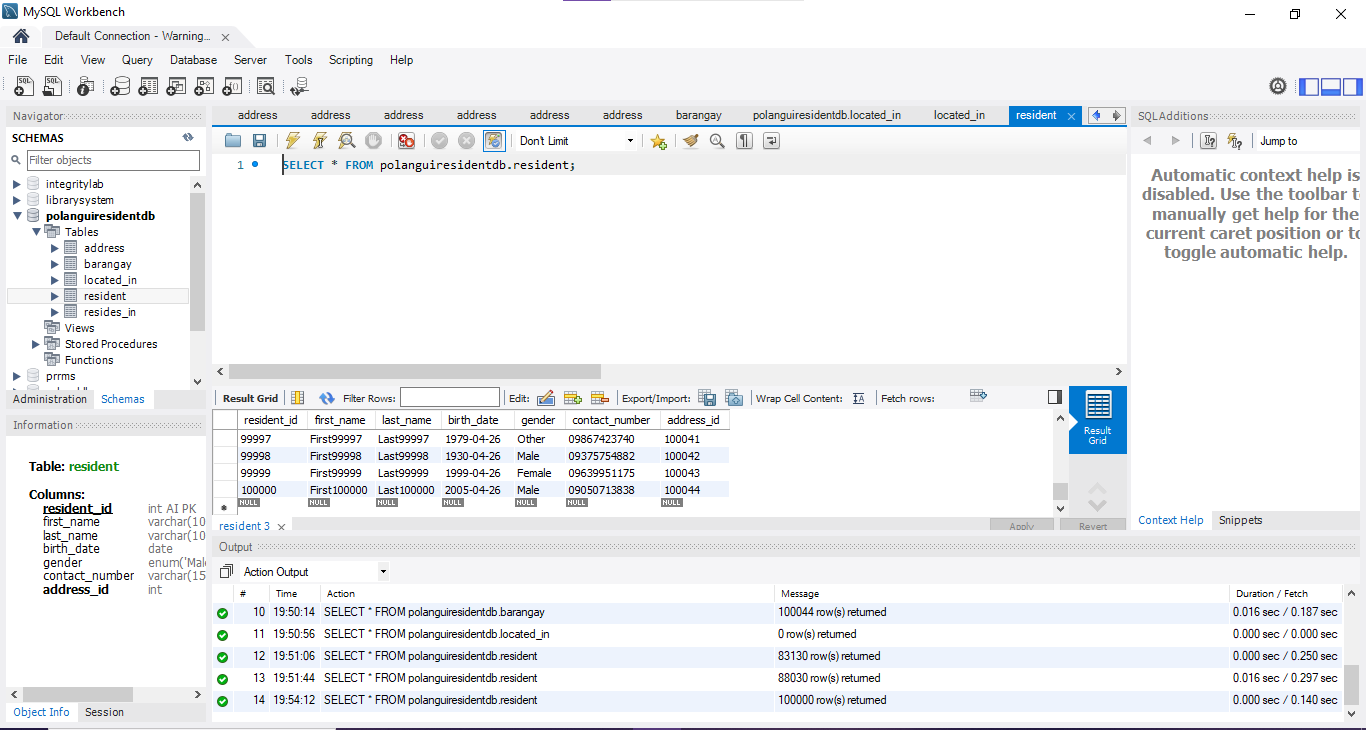 MySQL Workbench
Default Connection - Warning...
File Edit View Query Database Server Tools Scripting Help
Navigator
SCHEMAS
Filter objects
integritylab
librarysystem
polanguiresidentdb
Tables
address
barangay
located_in
resident
resides_in
Views
Stored Procedures
Functions
prrms
Administration Schemas
Information
Table: resident
Columns:
resident_id int AI PK
first_name varchar(10
last_name varchar(10
birth_date date
gender enum('Mal
contact_number varchar(15
address_id int
Object Info Session
address address address address address address barangay polanguiresidentdb.located_in located_in resident
Don't Limit
1 SELECT * FROM polanguiresidentdb.resident;
Result Grid Filter Rows: Edit: Export/Import: Wrap Cell Content: Fetch rows:
resident_id first_name last_name birth_date gender contact_number address_id
99997 First99997 Last99997 1979-04-26 Other 09867423740 100041
99998 First99998 Last99998 1930-04-26 Male 09375754882 100042
99999 First99999 Last99999 1999-04-26 Female 09639951175 100043
100000 First100000 Last100000 2005-04-26 Male 09050713838 100044
NULL NULL NULL NULL NULL NULL NULL
Result
Grid
resident 3 Apply Revert
SQLAdditions
Jump to
Automatic context help is
disabled. Use the toolbar t
manually get help for the
current caret position or to
toggle automatic help.
Context Help Snippets
Output
Action Output
# Time Action Message Duration / Fetch
10 19:50:14 SELECT * FROM polanguiresidentdb.barangay 100044 row(s) returned 0.016 sec / 0.187 sec
11 19:50:56 SELECT * FROM polanguiresidentdb.located_in 0 row(s) returned 0.000 sec / 0.000 sec
12 19:51:06 SELECT * FROM polanguiresidentdb.resident 83130 row(s) returned 0.000 sec / 0.250 sec
13 19:51:44 SELECT * FROM polanguiresidentdb.resident 88030 row(s) returned 0.016 sec / 0.297 sec
14 19:54:12 SELECT * FROM polanguiresidentdb.resident 100000 row(s) returned 0.000 sec / 0.140 sec